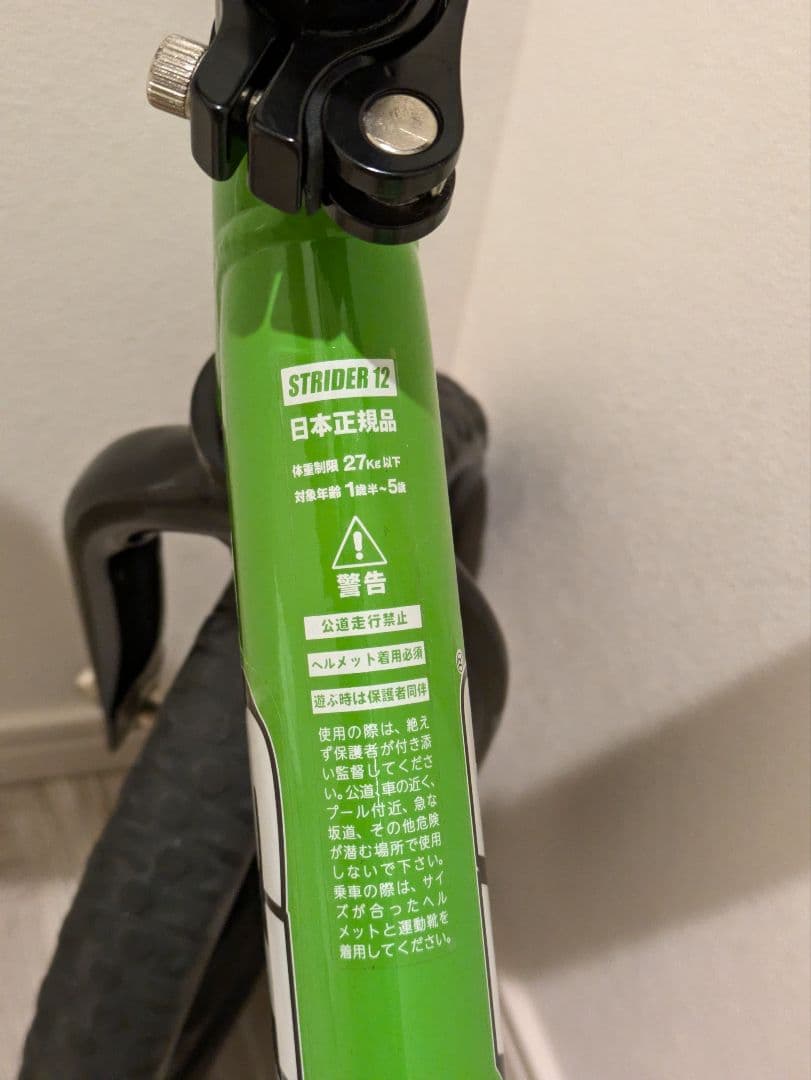 STRIDER 12
日本正規品
体重制限 27Kg以下
対象年齢 1歳半~5歳
警告
公道走行禁止
ヘルメット着用必須
遊ぶ時は保護者同伴
使用の際は、絶え
ず保護者が付き添
い監督してくださ
い。公道、車の近く、
プール付近、急な
坂道、その他危険
が潜む場所で使用
しないで下さい。
乗車の際は、サイ
ズが合ったヘル
メットと運動靴を
着用してください。